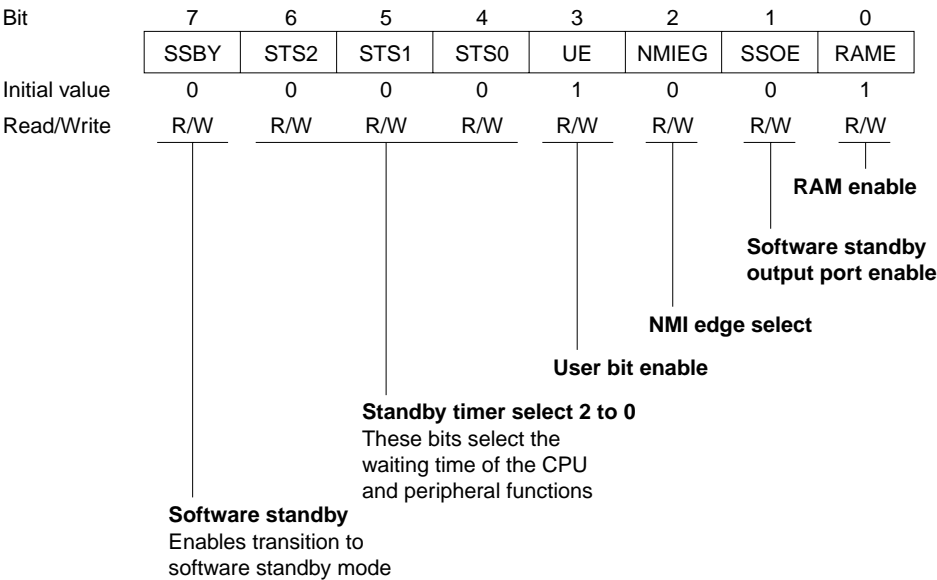 Bit 7 6 5 4 3 2 1 0
SSBY STS2 STS1 STS0 UE NMIEG SSOE RAME
Initial value 0 0 0 0 1 0 0 1
Read/Write R/W R/W R/W R/W R/W R/W R/W R/W
RAM enable
Software standby
output port enable
NMI edge select
User bit enable
Standby timer select 2 to 0
These bits select the
waiting time of the CPU
and peripheral functions
Software standby
Enables transition to
software standby mode